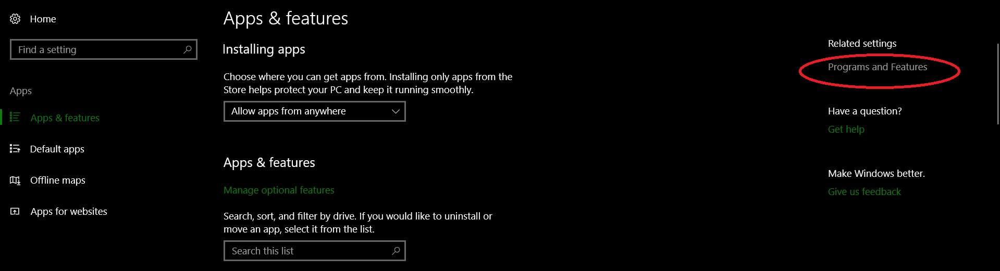 Home
Find a setting
Apps
Apps & features
Default apps
Offline maps
Apps for websites
Apps & features
Installing apps
Choose where you can get apps from. Installing only apps from the
Store helps protect your PC and keep it running smoothly.
Allow apps from anywhere
Apps & features
Manage optional features
Search, sort, and filter by drive. If you would like to uninstall or
move an app, select it from the list.
Search this list
Related settings
Programs and Features
Have a question?
Get help
Make Windows better.
Give us feedback